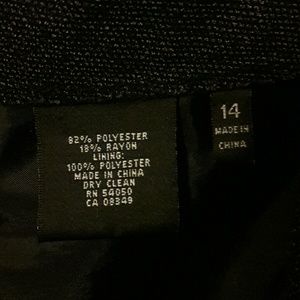 82% POLYESTER
18% RAYON
LINING:
100% POLYESTER
MADE IN CHINA
DRY CLEAN
RN 54050
CA 09349
14
MADE IN
CHINA